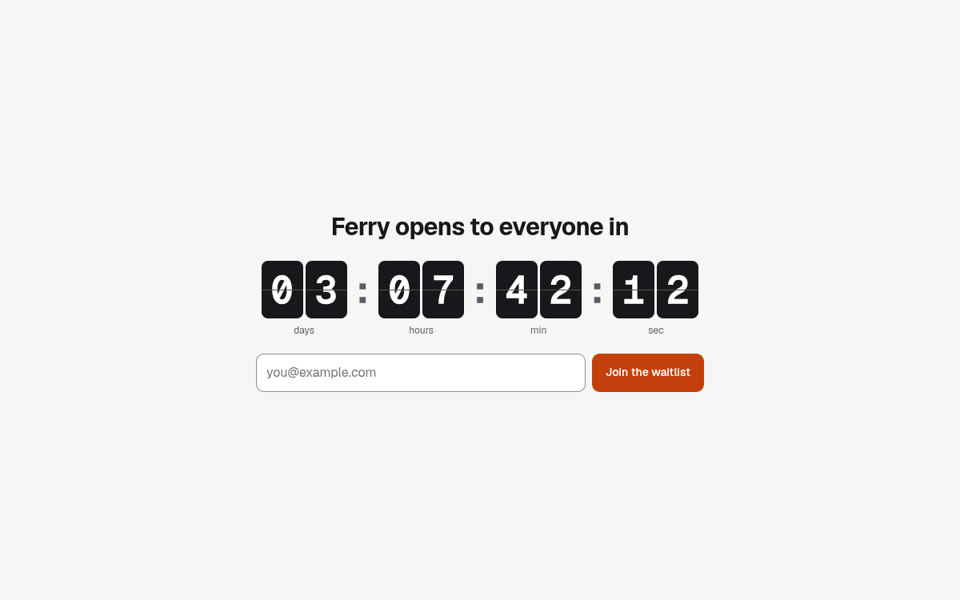 Ferry opens to everyone in
03 : 07 : 42 : 12
days hours min sec
you@example.com Join the waitlist